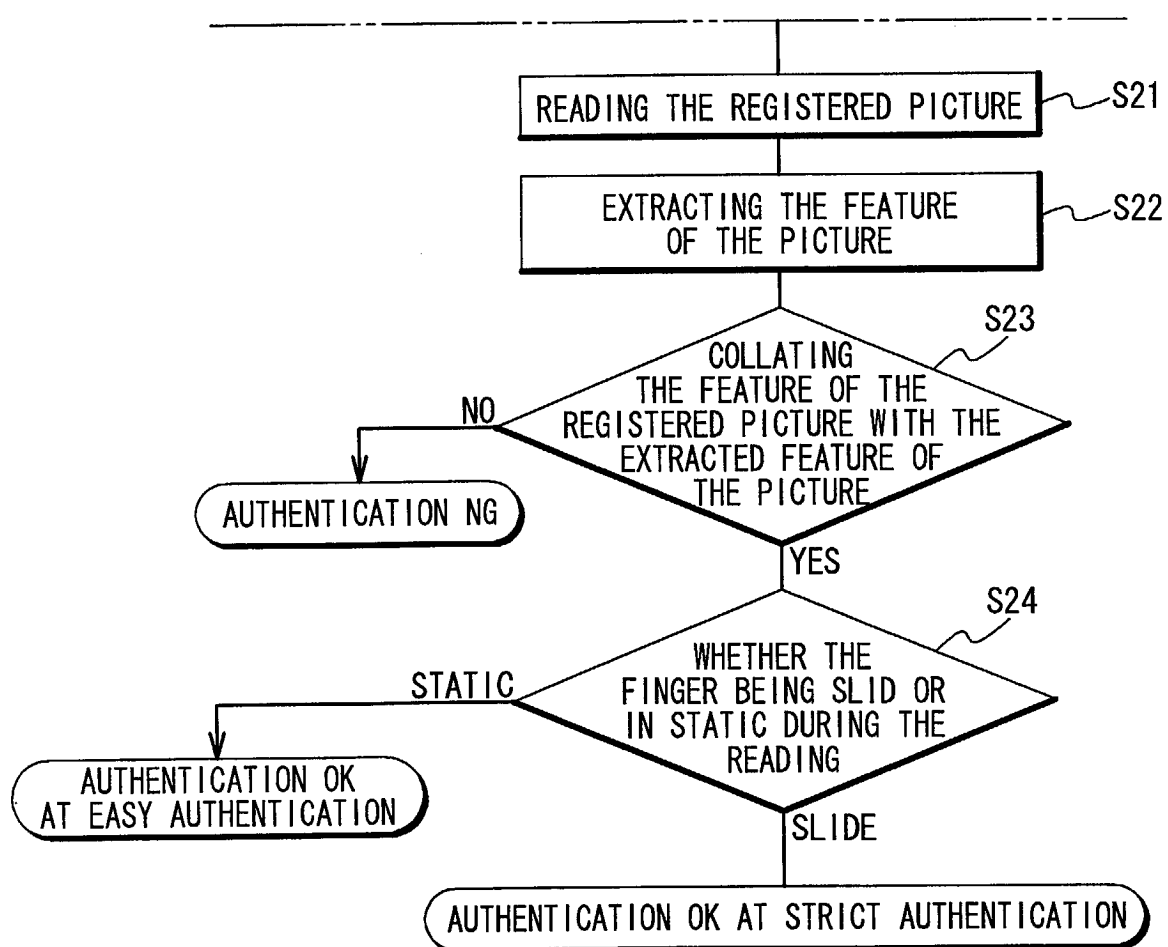 READING THE REGISTERED PICTURE
S21
EXTRACTING THE FEATURE
OF THE PICTURE
S22
S23
COLLATING
THE FEATURE OF THE
REGISTERED PICTURE WITH THE
EXTRACTED FEATURE OF
THE PICTURE
NO
AUTHENTICATION NG
YES
S24
WHETHER THE
FINGER BEING SLID OR
IN STATIC DURING THE
READING
STATIC
AUTHENTICATION OK
AT EASY AUTHENTICATION
SLIDE
AUTHENTICATION OK AT STRICT AUTHENTICATION